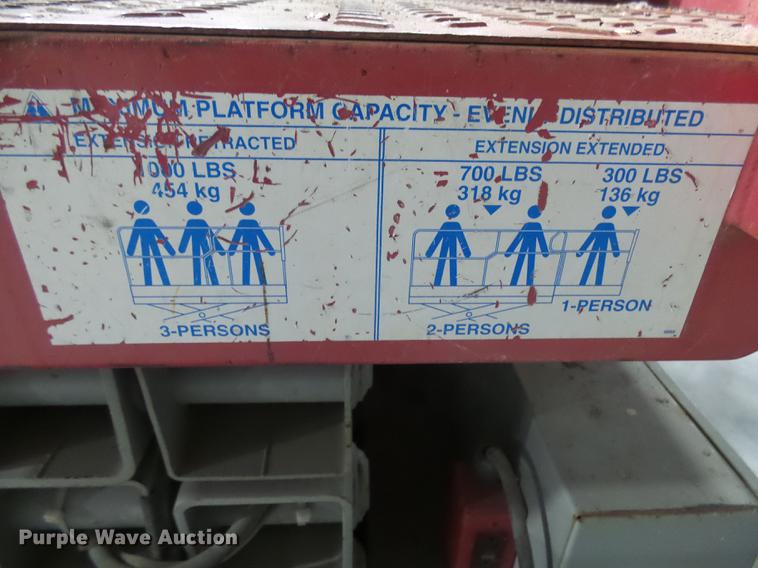 MAXIMUM PLATFORM CAPACITY - EVENLY DISTRIBUTED
EXTENSION RETRACTED
1000 LBS
454 kg
3-PERSONS
EXTENSION EXTENDED
700 LBS 300 LBS
318 kg 136 kg
1-PERSON
2-PERSONS
Purple Wave Auction